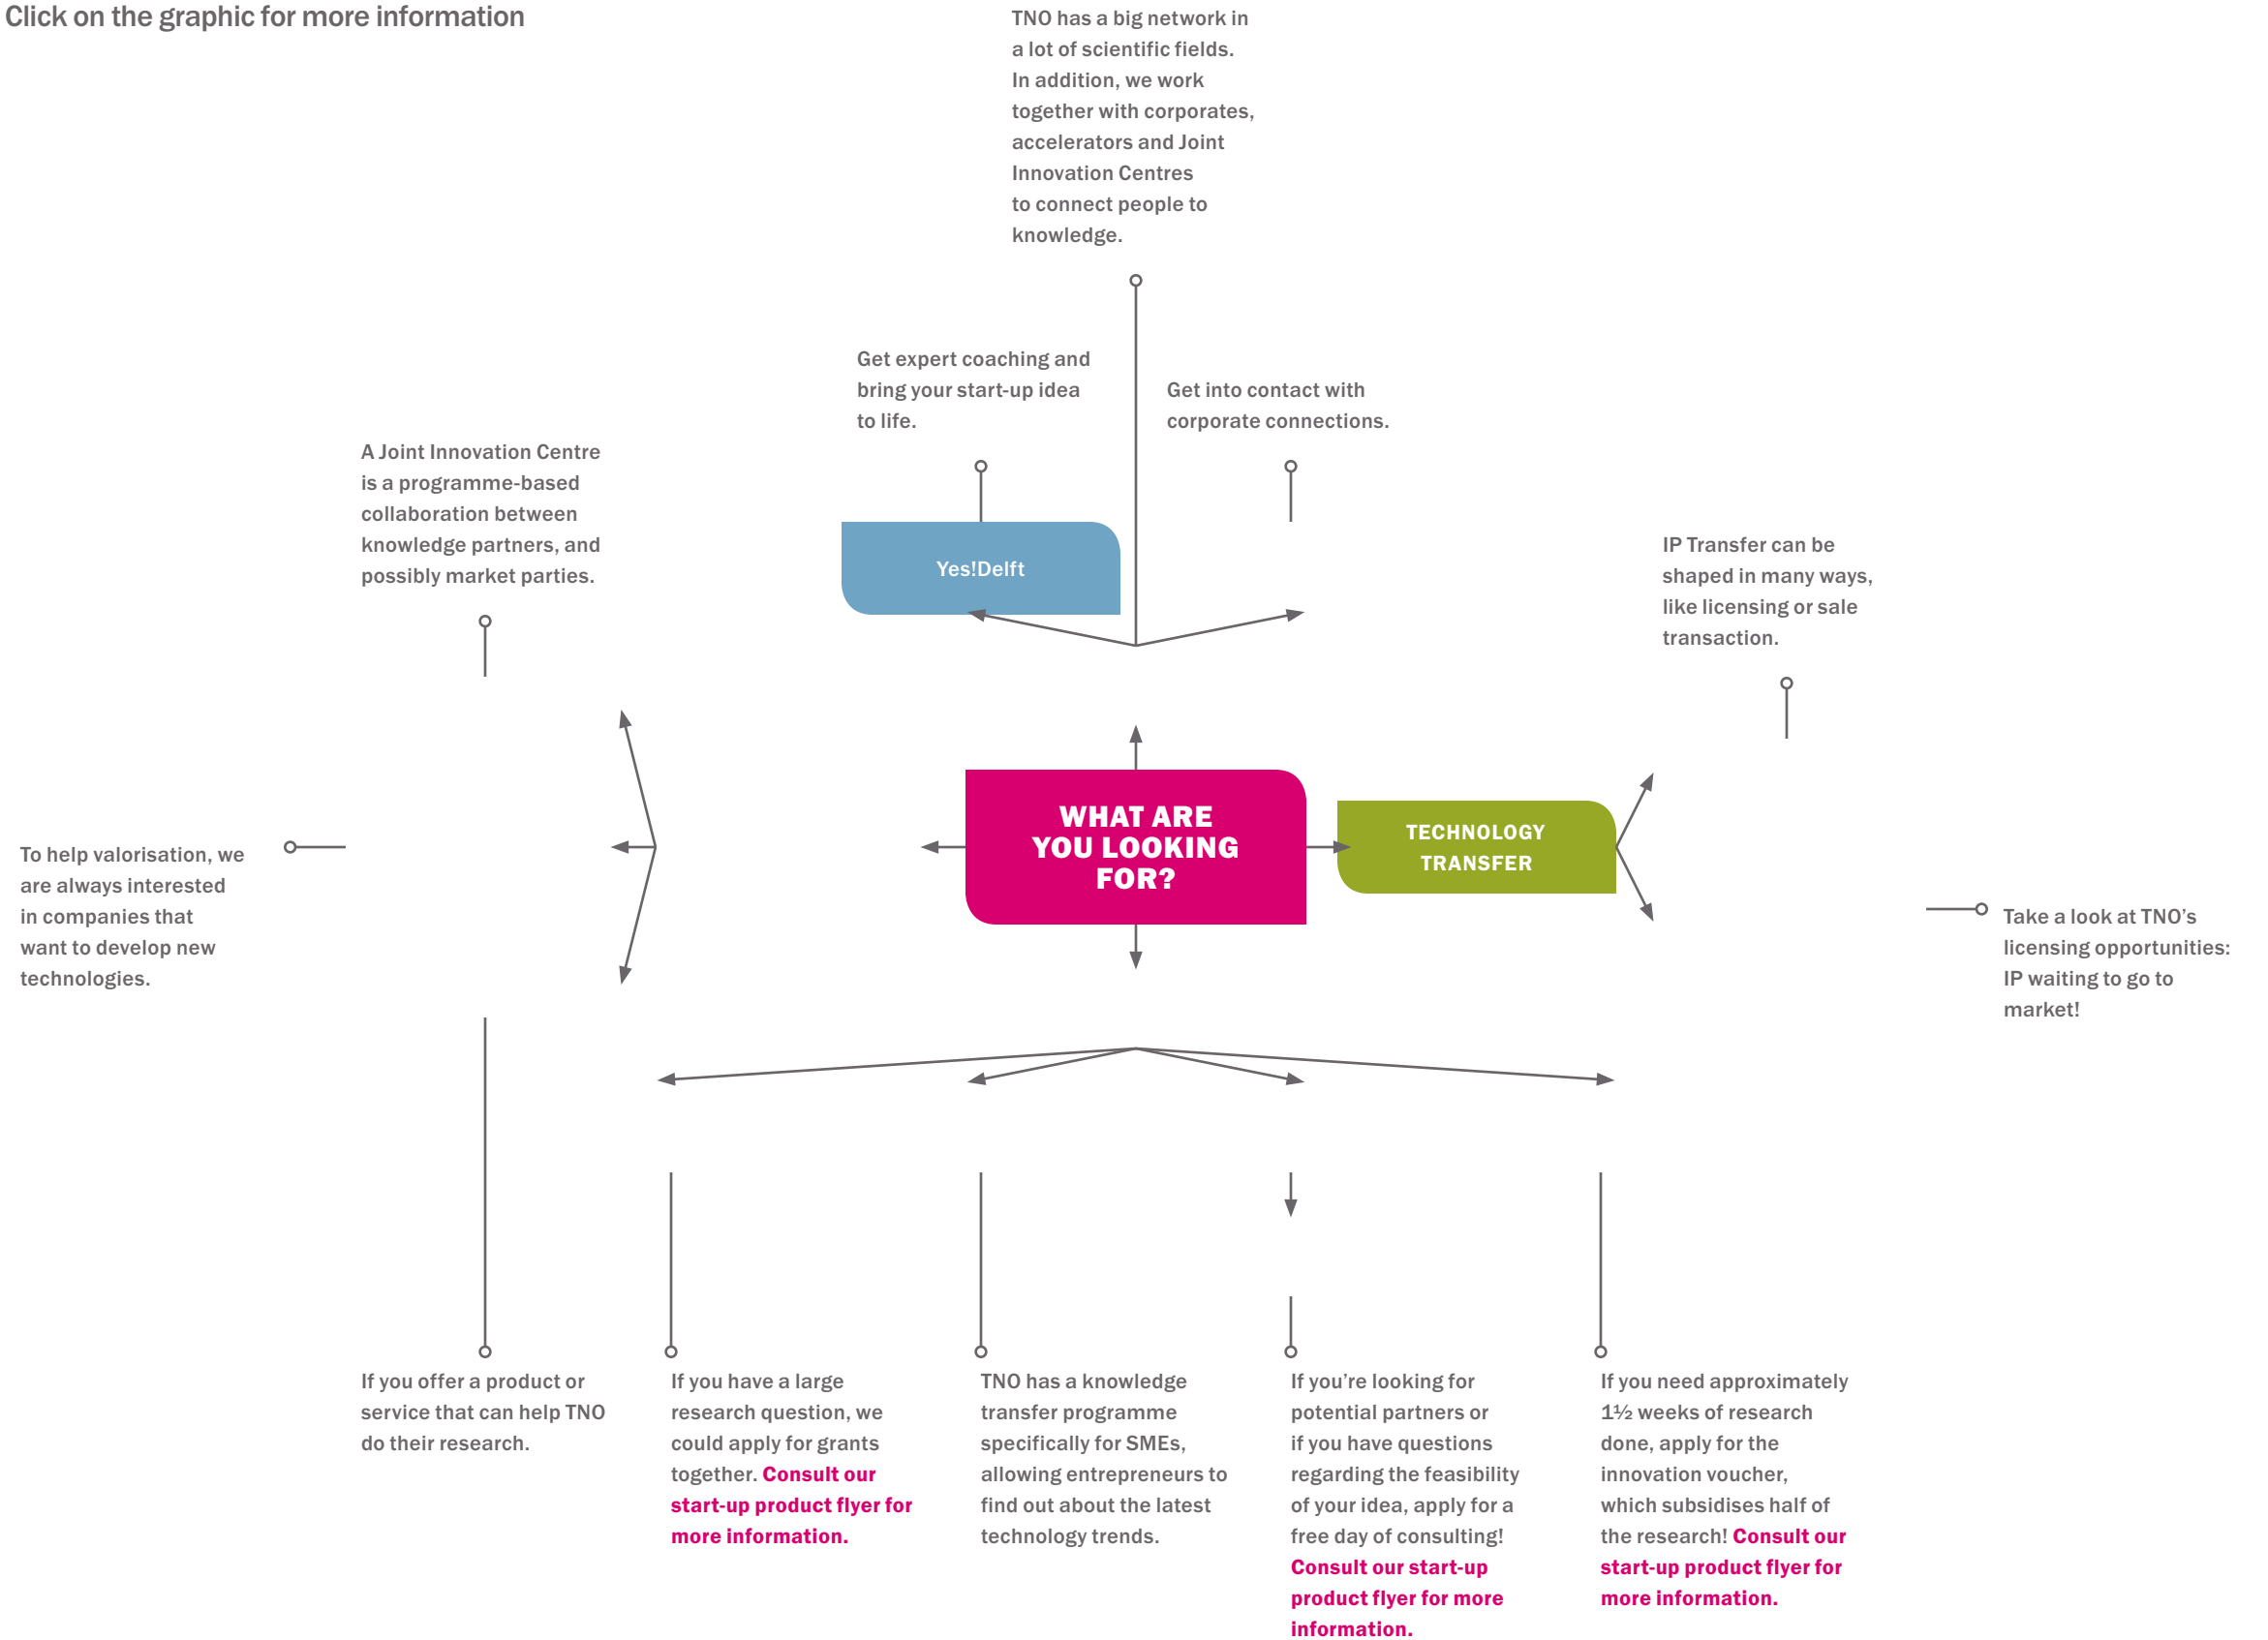 Click on the graphic for more information
TNO has a big network in
a lot of scientific fields.
In addition, we work
together with corporates,
accelerators and Joint
Innovation Centres
to connect people to
knowledge.
Get expert coaching and
bring your start-up idea
to life.
Get into contact with
corporate connections.
A Joint Innovation Centre
is a programme-based
collaboration between
knowledge partners, and
possibly market parties.
Yes!Delft
IP Transfer can be
shaped in many ways,
like licensing or sale
transaction.
WHAT ARE
YOU LOOKING
FOR?
TECHNOLOGY
TRANSFER
To help valorisation, we
are always interested
in companies that
want to develop new
technologies.
Take a look at TNO’s
licensing opportunities:
IP waiting to go to
market!
If you offer a product or
service that can help TNO
do their research.
If you have a large
research question, we
could apply for grants
together. Consult our
start-up product flyer for
more information.
TNO has a knowledge
transfer programme
specifically for SMEs,
allowing entrepreneurs to
find out about the latest
technology trends.
If you’re looking for
potential partners or
if you have questions
regarding the feasibility
of your idea, apply for a
free day of consulting!
Consult our start-up
product flyer for more
information.
If you need approximately
1½ weeks of research
done, apply for the
innovation voucher,
which subsidises half of
the research! Consult our
start-up product flyer for
more information.